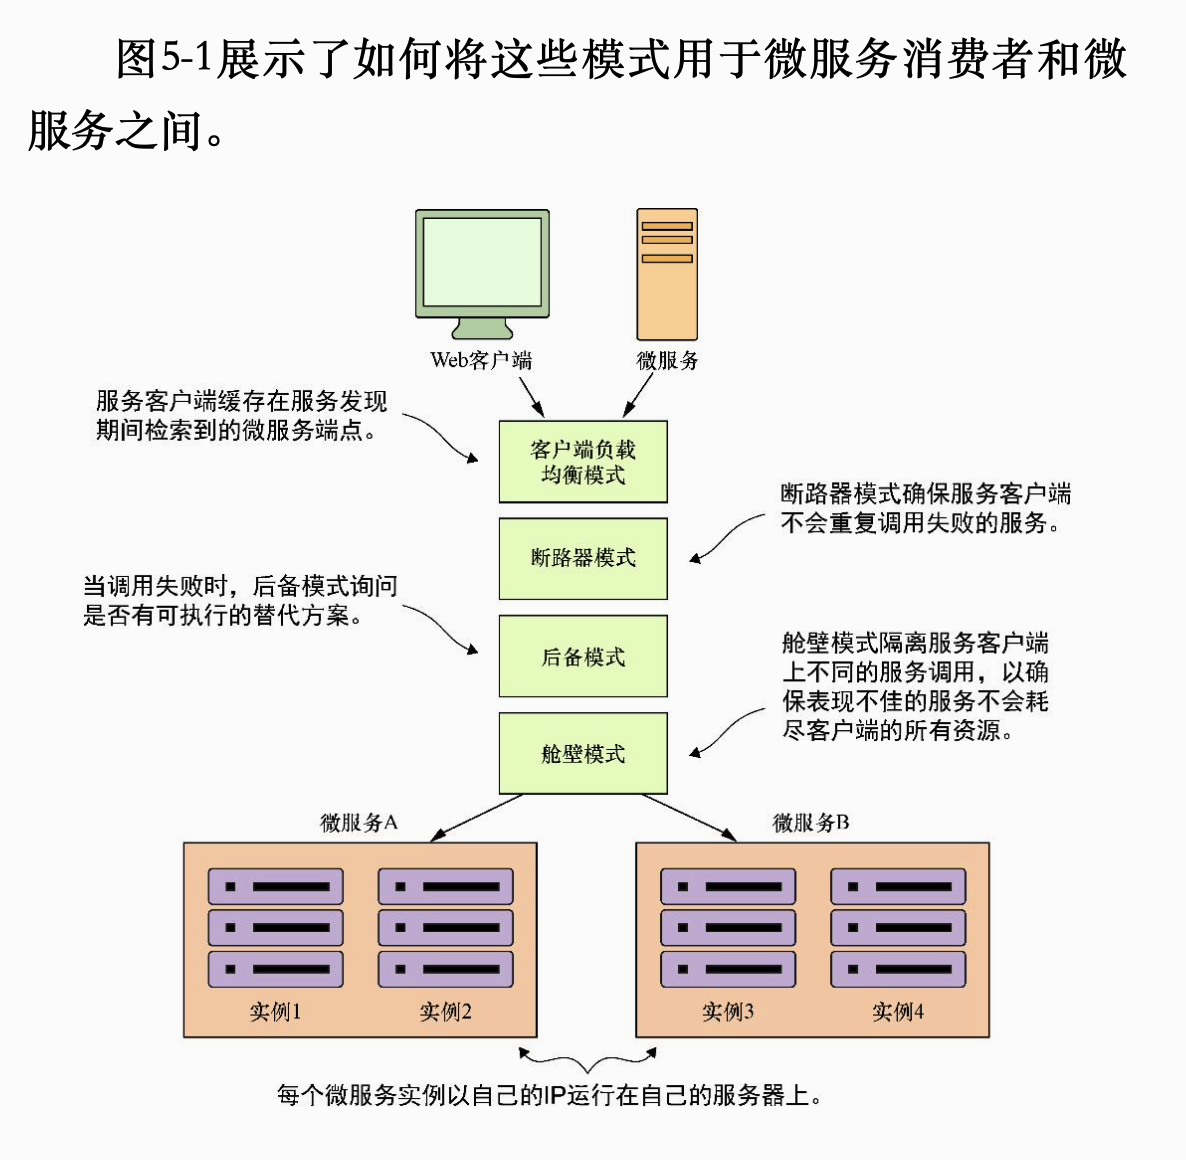 图5-1展示了如何将这些模式用于微服务消费者和微
服务之间。
Web客户端
微服务
服务客户端缓存在服务发现
期间检索到的微服务端点。
客户端负载
均衡模式
断路器模式确保服务客户端
不会重复调用失败的服务。
断路器模式
当调用失败时，后备模式询问
是否有可执行的替代方案。
后备模式
舱壁模式隔离服务客户端
上不同的服务调用，以确
保表现不佳的服务不会耗
尽客户端的所有资源。
舱壁模式
微服务A
微服务B
实例1
实例2
实例3
实例4
每个微服务实例以自己的IP运行在自己的服务器上。